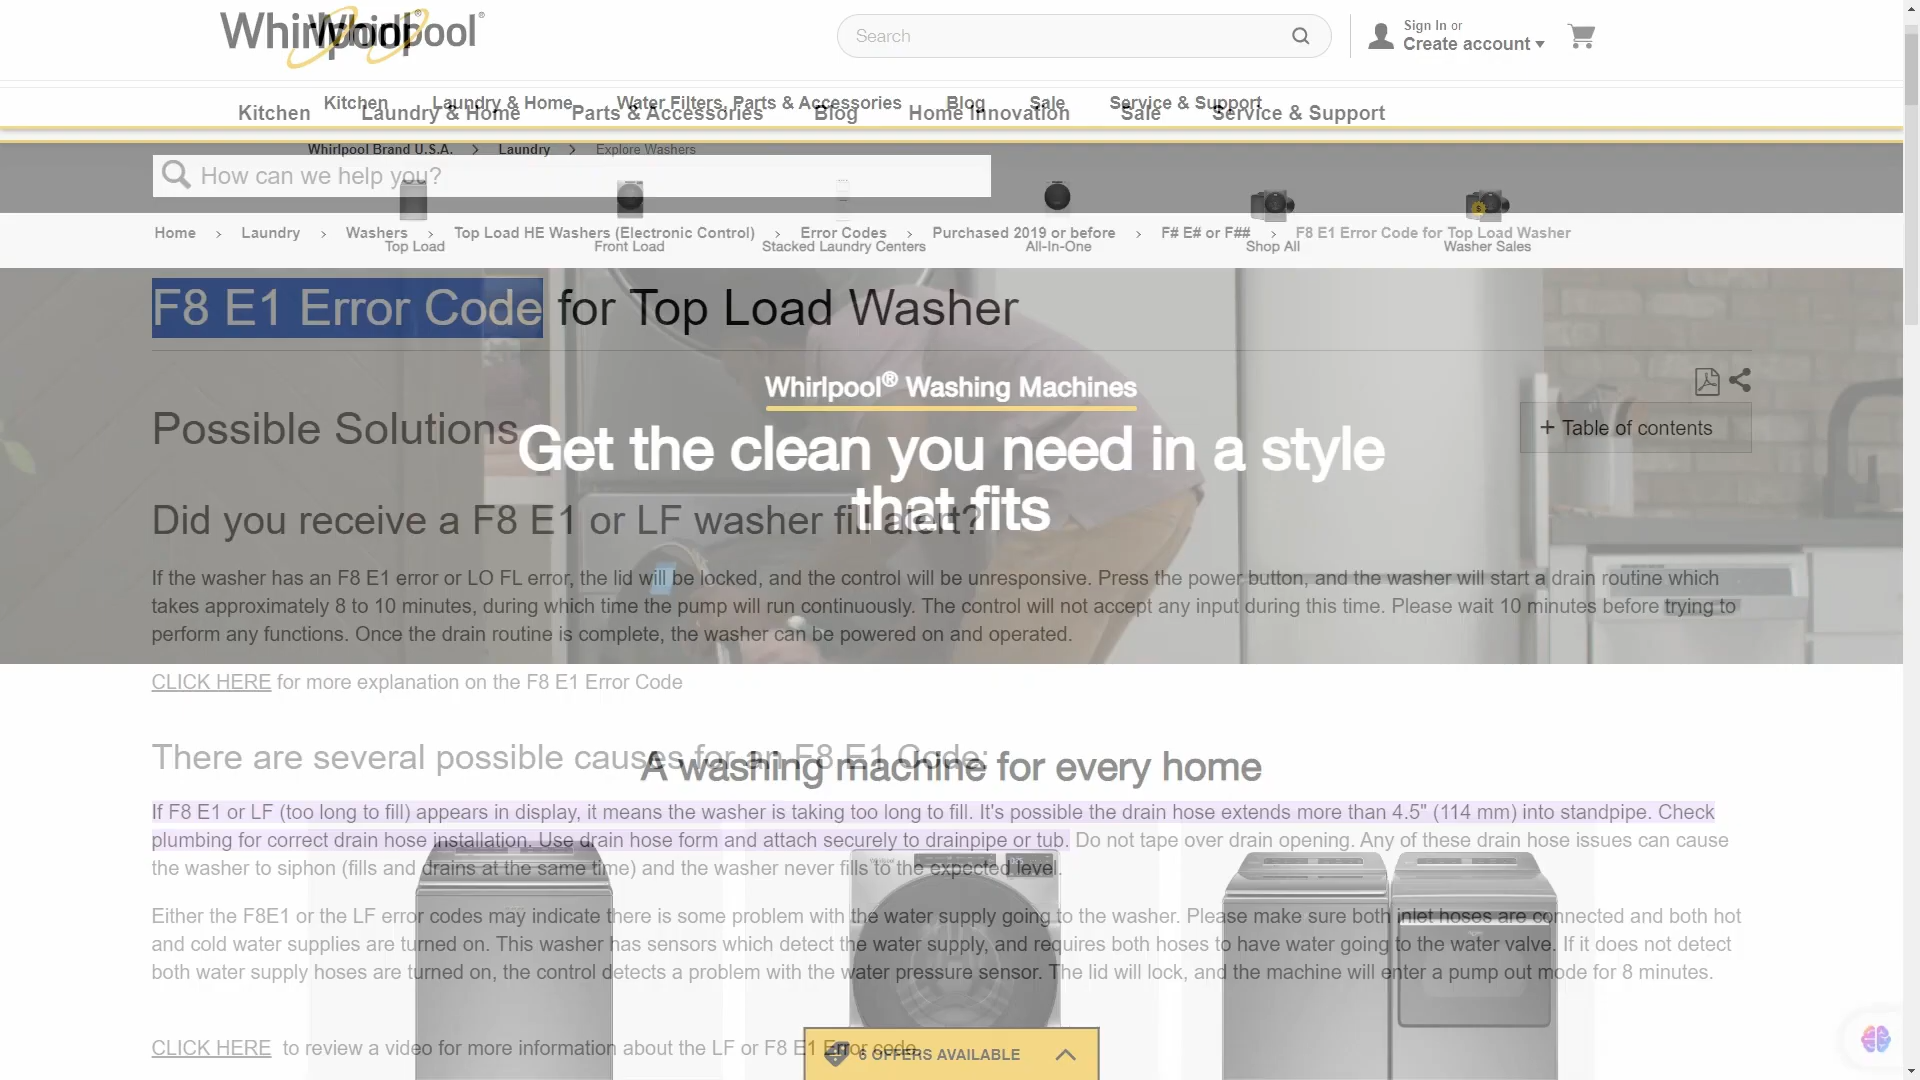 Whirlpool
Whirlpool
Search
Sign In or
Create account
Kitchen Laundry & Home Water Filters, Parts & Accessories Blog Sale Service & Support
Kitchen Laundry & Home Parts & Accessories Blog Home Innovation Sale Service & Support
Whirlpool Brand U.S.A. > Laundry > Explore Washers
How can we help you?
Home > Laundry > Washers > Top Load HE Washers (Electronic Control) > Error Codes > Purchased 2019 or before > F# E# or F## > F8 E1 Error Code for Top Load Washer
Top Load Front Load Stacked Laundry Centers All-In-One Shop All Washer Sales
F8 E1 Error Code for Top Load Washer
Whirlpool® Washing Machines
Possible Solutions
+ Table of contents
Get the clean you need in a style
that fits
Did you receive a F8 E1 or LF washer fill alert?
If the washer has an F8 E1 error or LO FL error, the lid will be locked, and the control will be unresponsive. Press the power button, and the washer will start a drain routine which
takes approximately 8 to 10 minutes, during which time the pump will run continuously. The control will not accept any input during this time. Please wait 10 minutes before trying to
perform any functions. Once the drain routine is complete, the washer can be powered on and operated.
CLICK HERE for more explanation on the F8 E1 Error Code
There are several possible causes for an F8 E1 Code:
A washing machine for every home
If F8 E1 or LF (too long to fill) appears in display, it means the washer is taking too long to fill. It's possible the drain hose extends more than 4.5" (114 mm) into standpipe. Check
plumbing for correct drain hose installation. Use drain hose form and attach securely to drainpipe or tub. Do not tape over drain opening. Any of these drain hose issues can cause
the washer to siphon (fills and drains at the same time) and the washer never fills to the expected level.
Either the F8E1 or the LF error codes may indicate there is some problem with the water supply going to the washer. Please make sure both inlet hoses are connected and both hot
and cold water supplies are turned on. This washer has sensors which detect the water supply, and requires both hoses to have water going to the water valve. If it does not detect
both water supply hoses are turned on, the control detects a problem with the water pressure sensor. The lid will lock, and the machine will enter a pump out mode for 8 minutes.
CLICK HERE to review a video for more information about the LF or F8 E1 Error code.
6 OFFERS AVAILABLE